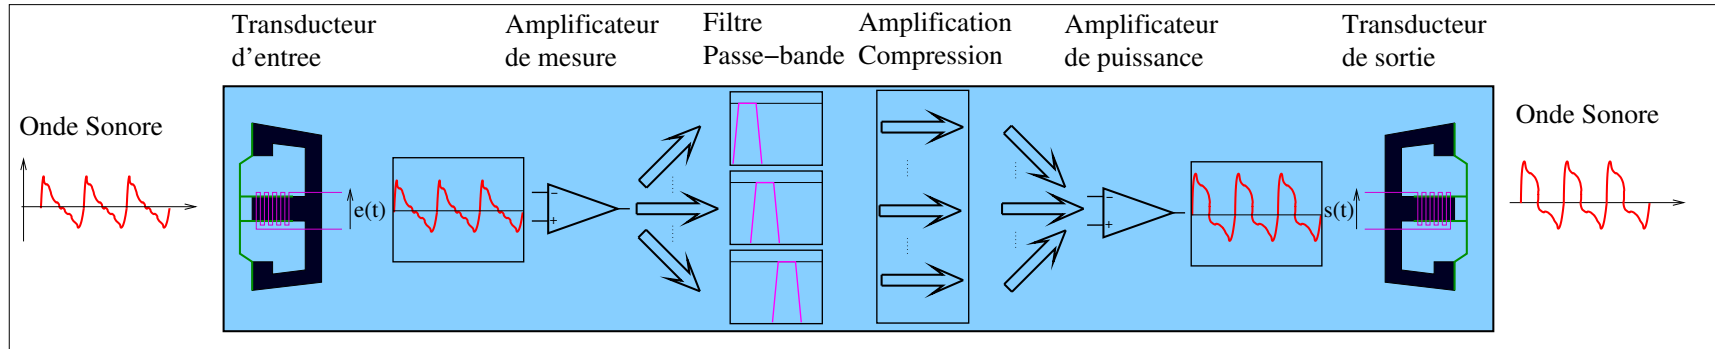 Transducteur
d'entree
Amplificateur
de mesure
Filtre
Passe−bande
Amplification
Compression
Amplificateur
de puissance
Transducteur
de sortie
Onde Sonore
e(t)
−
+
−
+
s(t)
Onde Sonore